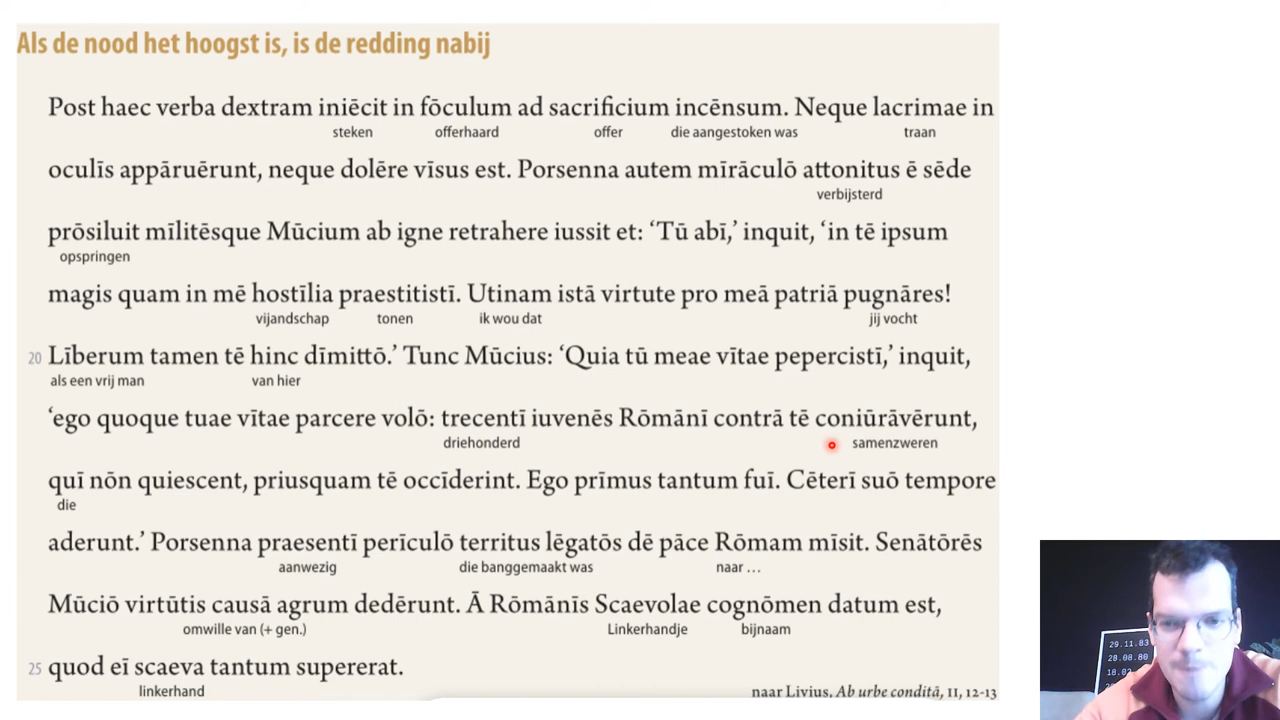 Als de nood het hoogst is, is de redding nabij
Post haec verba dextram iniēcit in fōculum ad sacrificium incēnsum. Neque lacrimae in
steken offerhaard offer die aangestoken was traan
oculīs appāruērunt, neque dolēre vīsus est. Porsenna autem mīrāculō attonitus ē sēde
verbijsterd
prōsiluit mīlitēsque Mūcium ab igne retrahere iussit et: ‘Tū abī,’ inquit, ‘in tē ipsum
opspringen
magis quam in mē hostīlia praestitistī. Utinam istā virtute pro meā patriā pugnāres!
vijandschap tonen ik wou dat jij vocht
20 Līberum tamen tē hinc dīmittō.’ Tunc Mūcius: ‘Quia tū meae vītae pepercistī,’ inquit,
als een vrij man van hier
‘ego quoque tuae vītae parcere volō: trecentī iuvenēs Rōmānī contrā tē coniūrāvērunt,
driehonderd samenzweren
quī nōn quiescent, priusquam tē occīderint. Ego prīmus tantum fuī. Cēterī suō tempore
die
aderunt.’ Porsenna praesentī perīculō territus lēgatōs dē pāce Rōmam mīsit. Senātōrēs
aanwezig die banggemaakt was naar ...
Mūciō virtūtis causā agrum dedērunt. Ā Rōmānīs Scaevolae cognōmen datum est,
omwille van (+ gen.) Linkerhandje bijnaam
25 quod eī scaeva tantum supererat.
linkerhand
naar Livius, Ab urbe conditā, II, 12-13
29.11.83
28.08.80
18.02